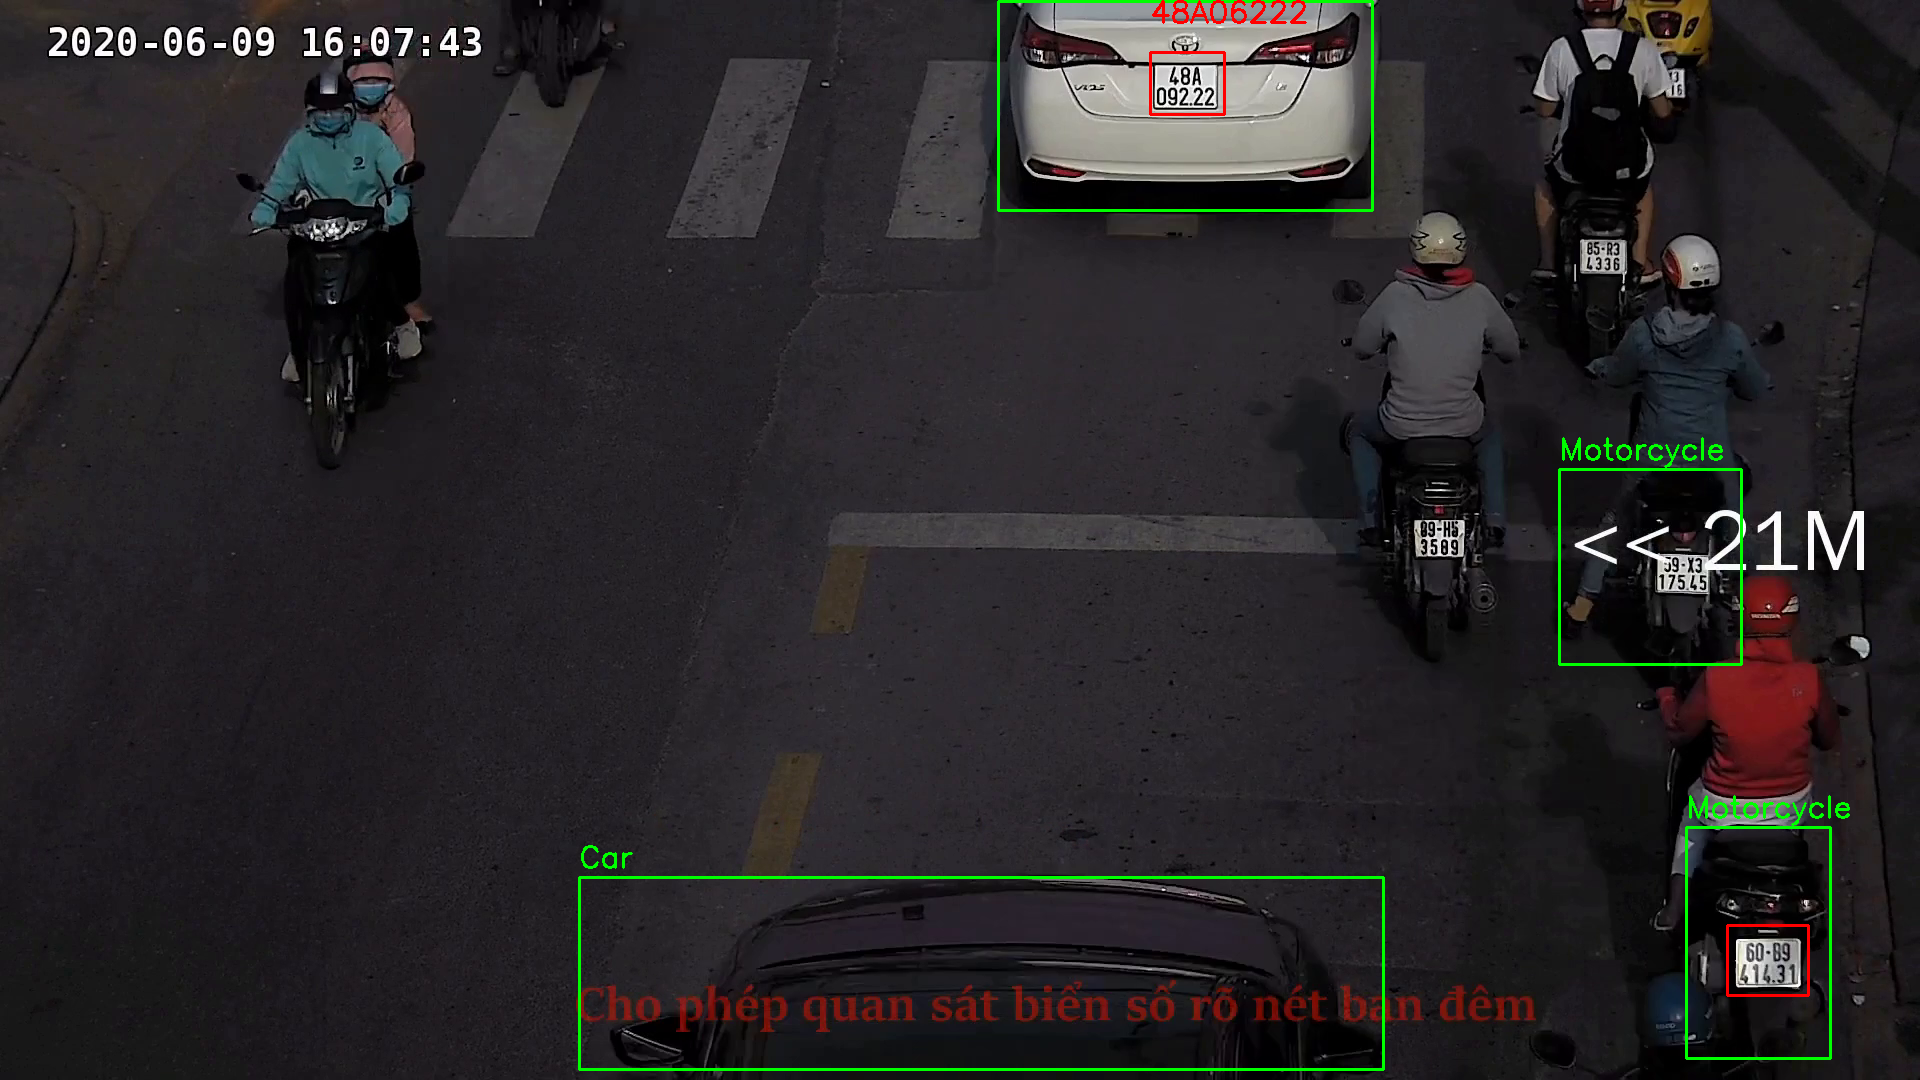 2020-06-09 16:07:43
48A06222
48A
092.22
VIOS
85-R3
4336
Motorcycle
<< 21M
89-H5
3589
59-X3
175.45
HONDA
Motorcycle
Car
60-B9
414.31
Cho phép quan sát biển số rõ nét ban đêm